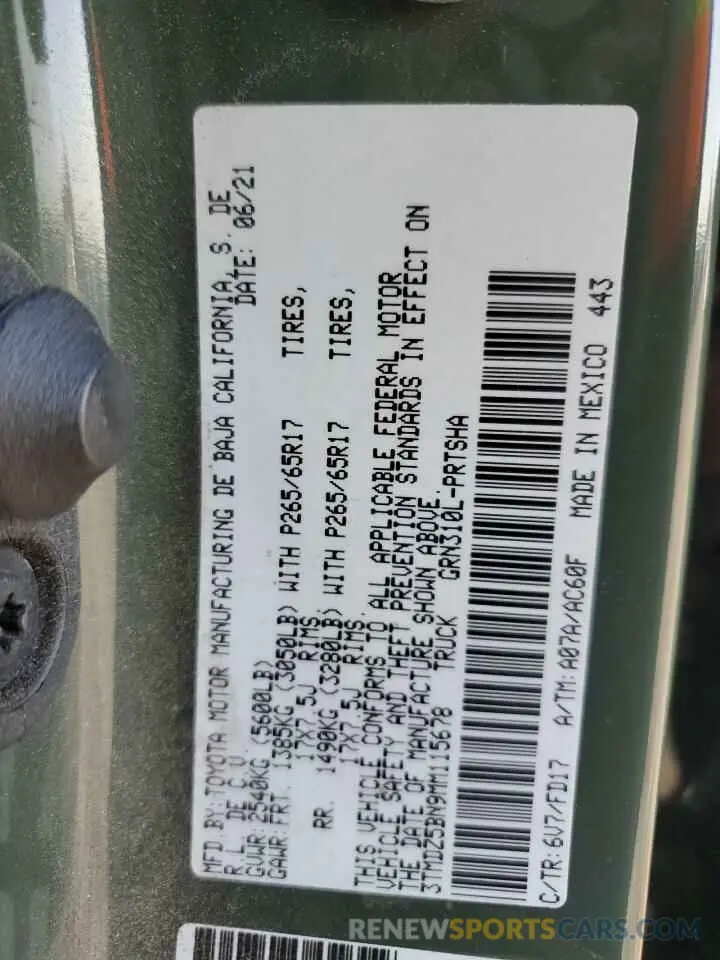 MFD BY: TOYOTA MOTOR MANUFACTURING DE BAJA CALIFORNIA, S. DE
R.L. DE C.V. DATE: 06/21
GVWR: 2540KG (5600LB)
GAWR: FRT. 1385KG (3050LB) WITH P265/65R17 TIRES,
17X7.5J RIMS.
RR. 1490KG (3280LB) WITH P265/65R17 TIRES,
17X7.5J RIMS.
THIS VEHICLE CONFORMS TO ALL APPLICABLE FEDERAL MOTOR
VEHICLE SAFETY AND THEFT PREVENTION STANDARDS IN EFFECT ON
THE DATE OF MANUFACTURE SHOWN ABOVE.
3TMDZ5BN9MM115678 TRUCK GRN310L-PRTSHA
C/TR: 6V7/FD17 A/TM: A07A/AC60F MADE IN MEXICO 443
RENEWSPORTSCARS.COM